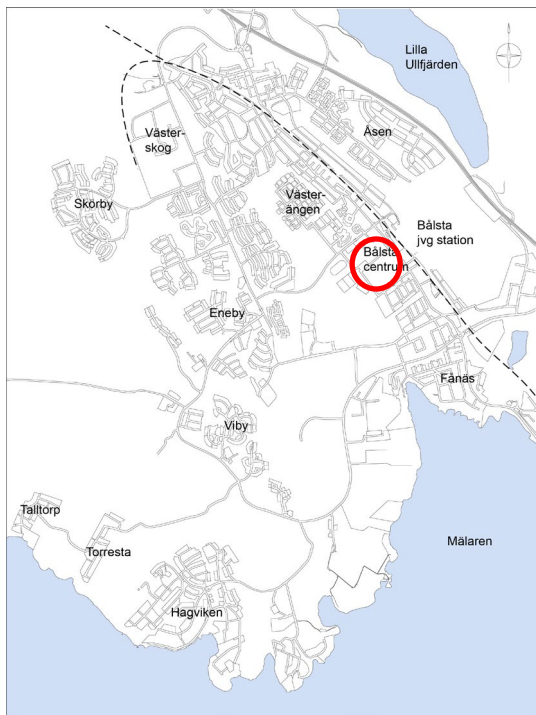 Lilla
Ullfjärden
Åsen
Väster-
skog
Skörby
Väster-
ängen
Bålsta
jvg station
Bålsta
centrum
Eneby
Fånäs
Viby
Talltorp
Torresta
Mälaren
Hagviken